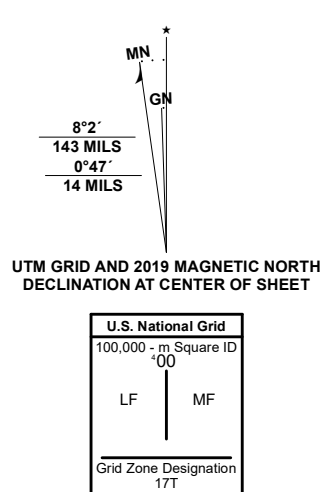 ★
MN
GN
8°2´
143 MILS
0°47´
14 MILS
UTM GRID AND 2019 MAGNETIC NORTH
DECLINATION AT CENTER OF SHEET
U.S. National Grid
100,000 - m Square ID
⁴00
LF MF
Grid Zone Designation
17T